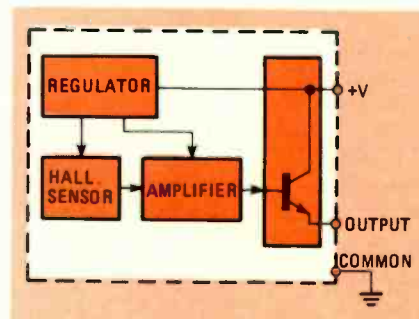 REGULATOR
+V
HALL
SENSOR
AMPLIFIER
OUTPUT
COMMON